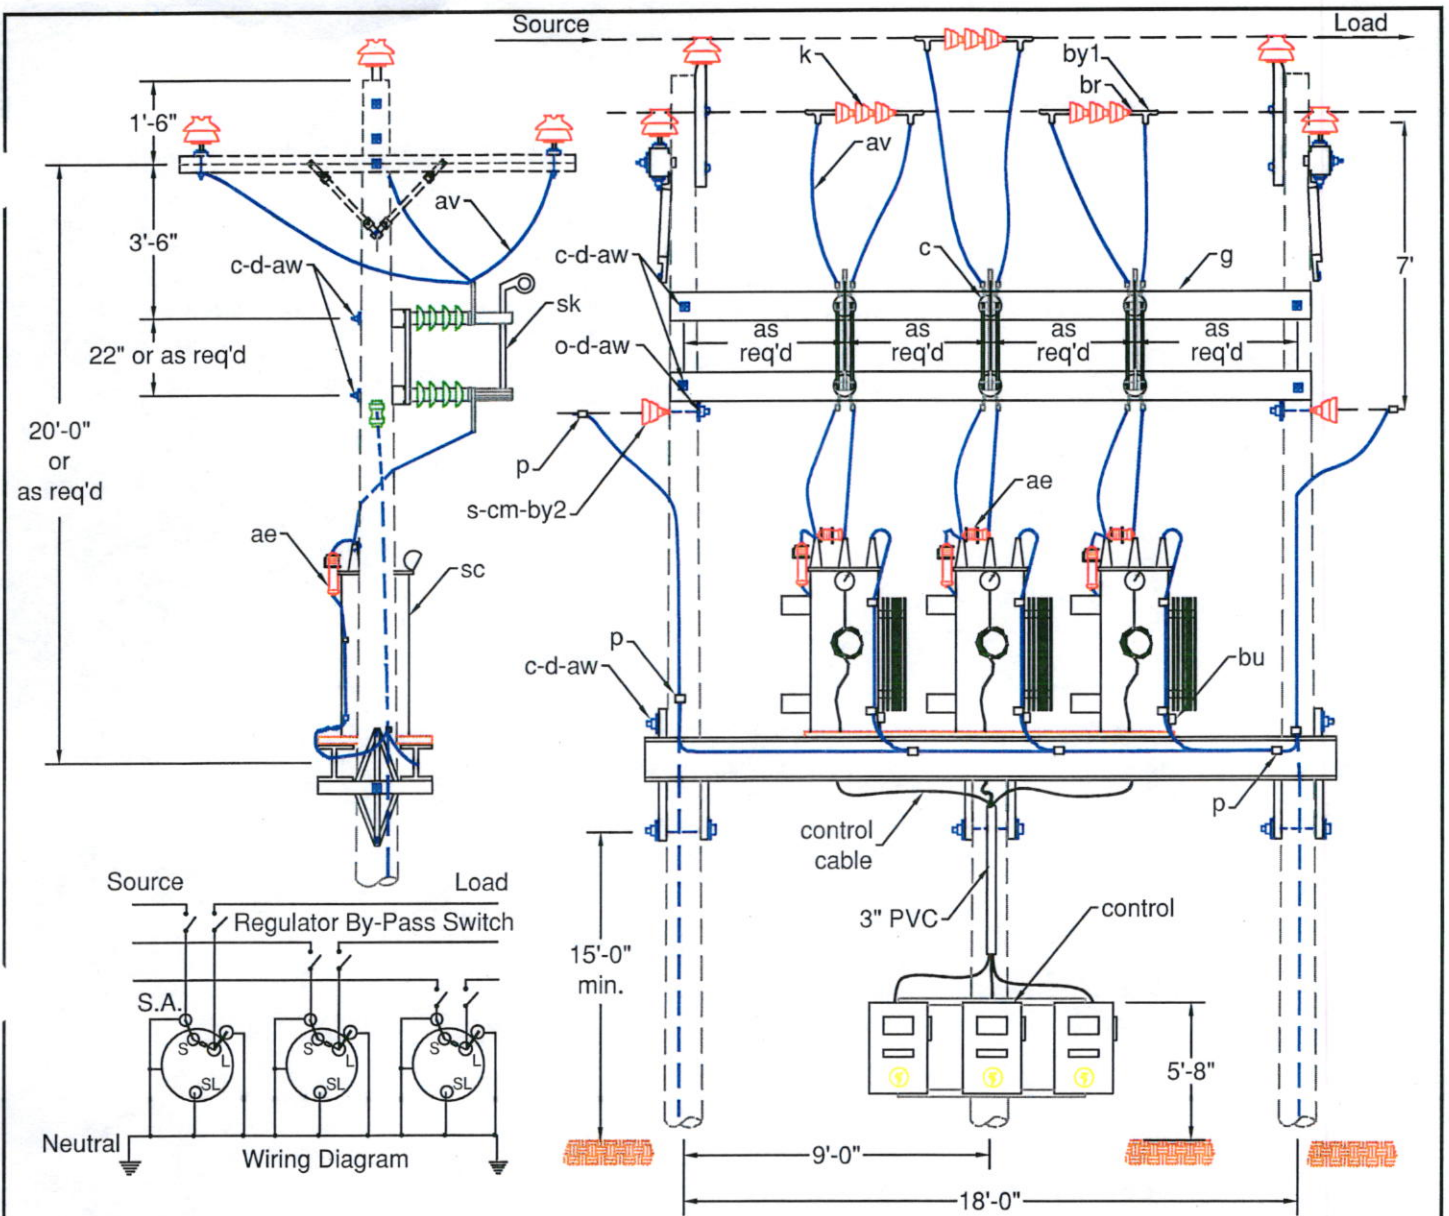 Source
Load
k
by1
br
1'-6"
av
av
3'-6"
7'
c-d-aw
c-d-aw
c
g
sk
as
req'd
as
req'd
as
req'd
as
req'd
22" or as req'd
o-d-aw
20'-0"
or
as req'd
p
s-cm-by2
ae
ae
sc
p
c-d-aw
bu
p
control
cable
3" PVC
control
15'-0"
min.
5'-8"
9'-0"
18'-0"
Source
Load
Regulator By-Pass Switch
S.A.
S
L
SL
S
L
SL
S
L
SL
Neutral
Wiring Diagram